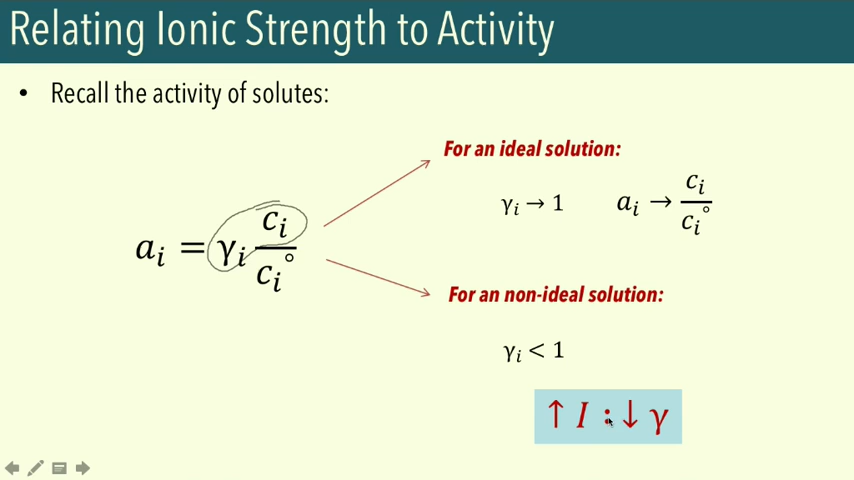 Relating Ionic Strength to Activity
• Recall the activity of solutes:
For an ideal solution:
γᵢ → 1    aᵢ → cᵢ/cᵢ°
aᵢ = γᵢ cᵢ/cᵢ°
For an non-ideal solution:
γᵢ < 1
↑ I : ↓ γ